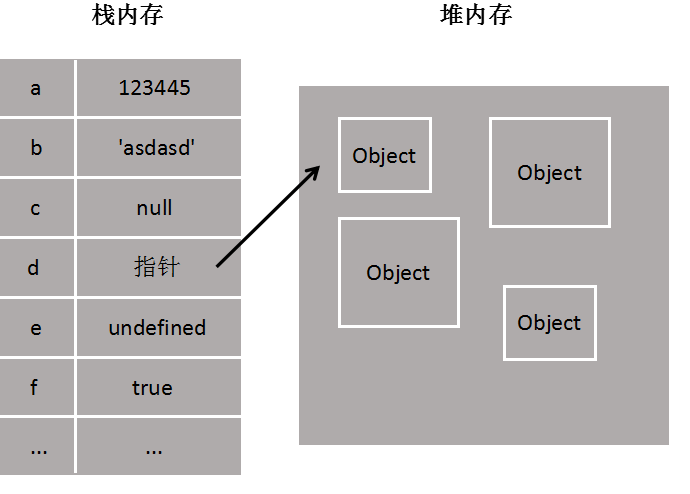 栈内存
堆内存
a 123445
b 'asdasd'
c null
d 指针
e undefined
f true
... ...
Object
Object
Object
Object